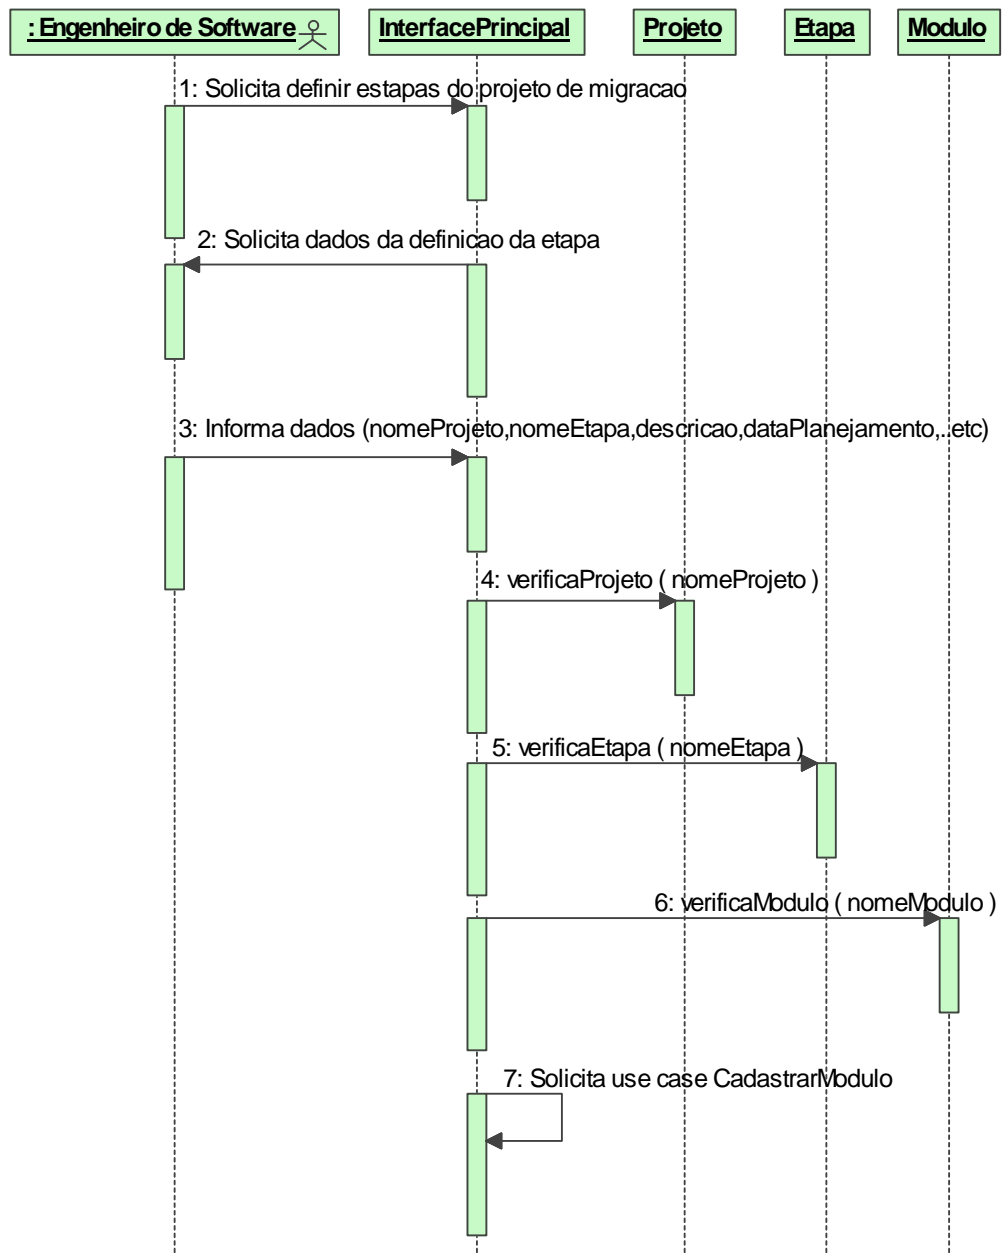 : Engenheiro de Software
InterfacePrincipal
Projeto
Etapa
Modulo
1: Solicita definir estapas do projeto de migracao
2: Solicita dados da definicao da etapa
3: Informa dados (nomeProjeto,nomeEtapa,descricao,dataPlanejamento,..etc)
4: verificaProjeto ( nomeProjeto )
5: verificaEtapa ( nomeEtapa )
6: verificaModulo ( nomeModulo )
7: Solicita use case CadastrarModulo